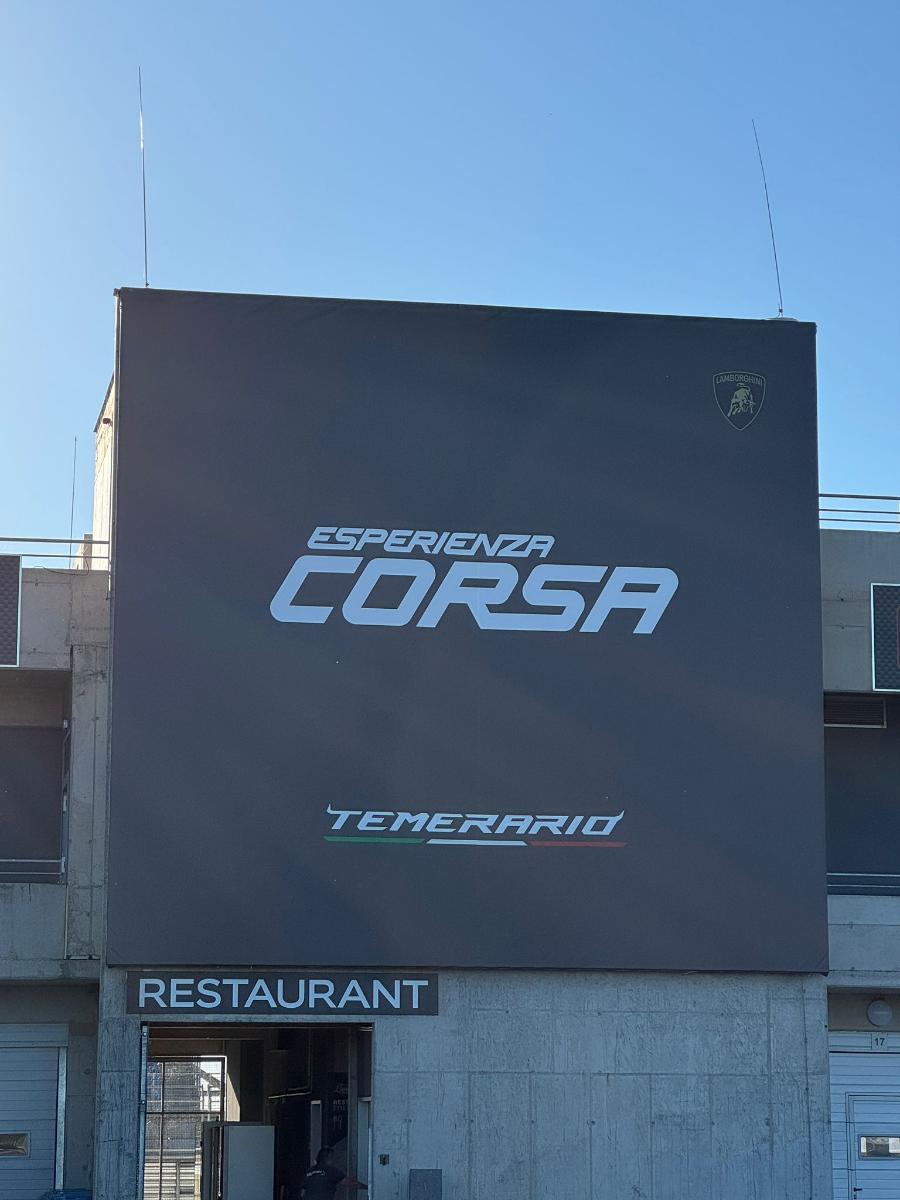 LAMBORGHINI
ESPERIENZA
CORSA
TEMERARIO
RESTAURANT
17